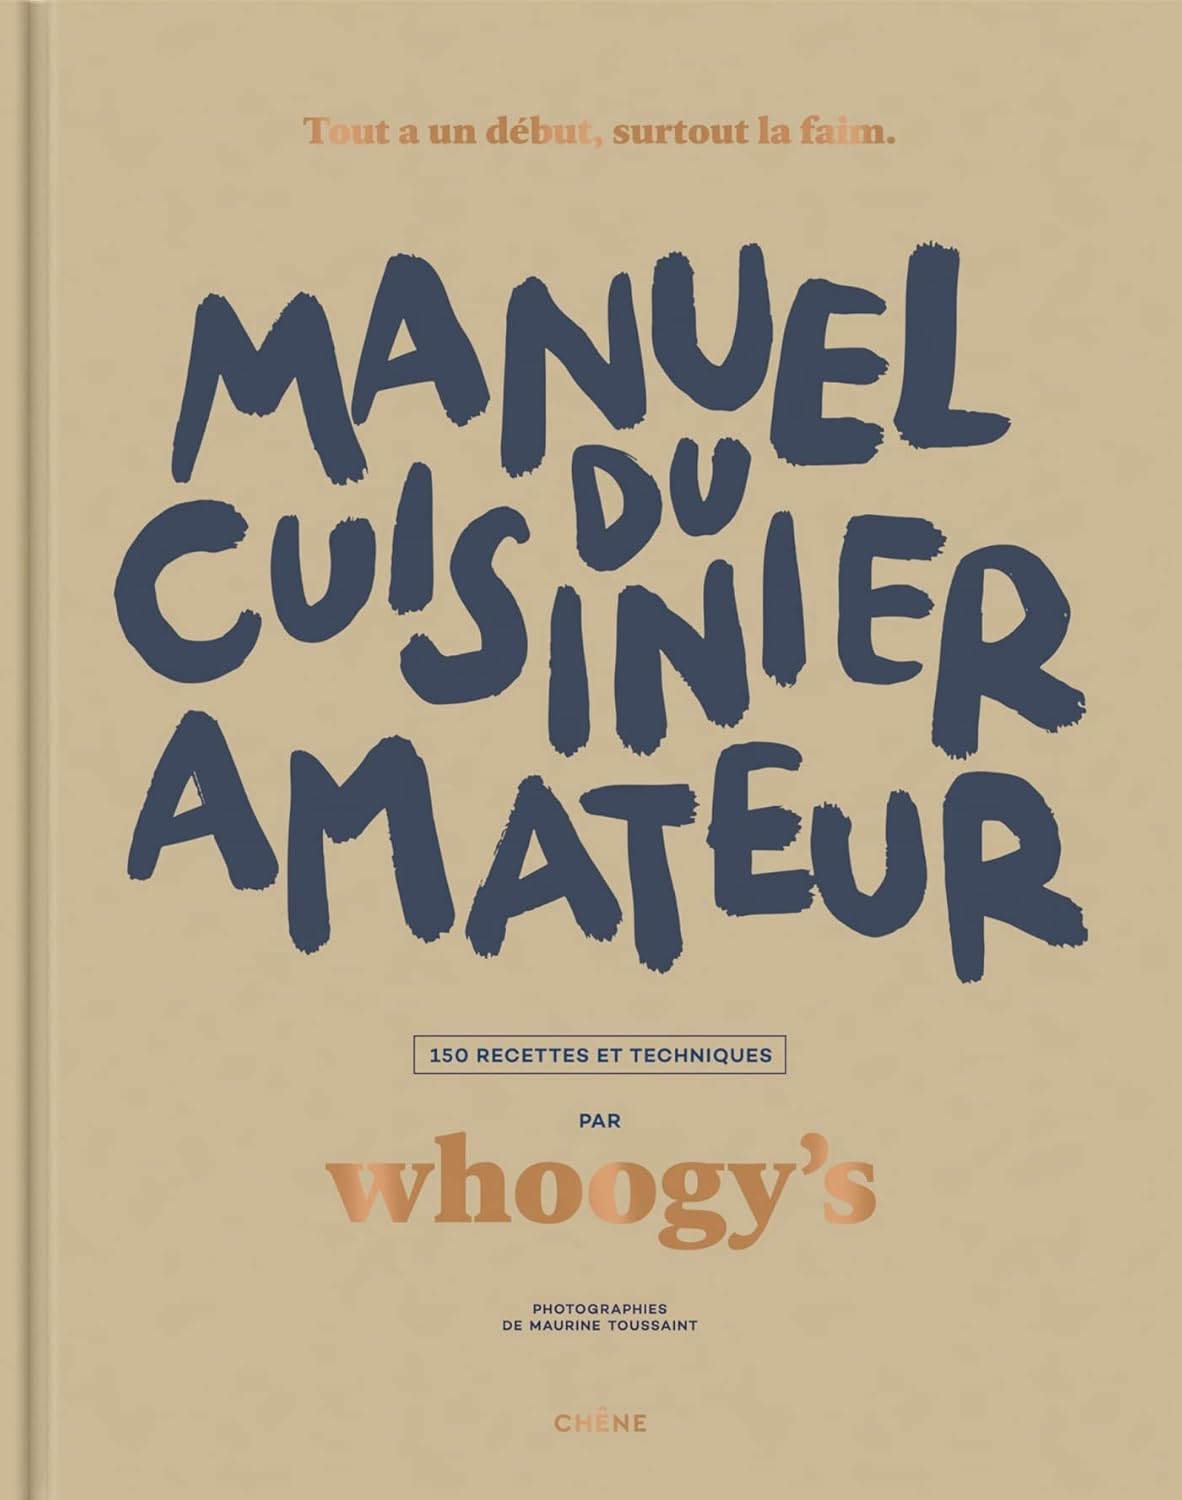 Tout a un début, surtout la faim.
MANUEL
DU
CUISINIER
AMATEUR
150 RECETTES ET TECHNIQUES
PAR
whoogy's
PHOTOGRAPHIES
DE MAURINE TOUSSAINT
CHÊNE